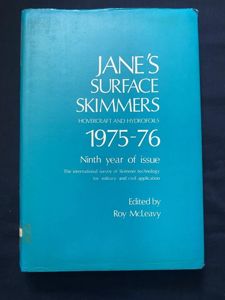 JANE'S
SURFACE
SKIMMERS
HOVERCRAFT AND HYDROFOILS
1975-76
Ninth year of issue
The international survey of Skimmer technology
for military and civil application
Edited by
Roy McLeavy